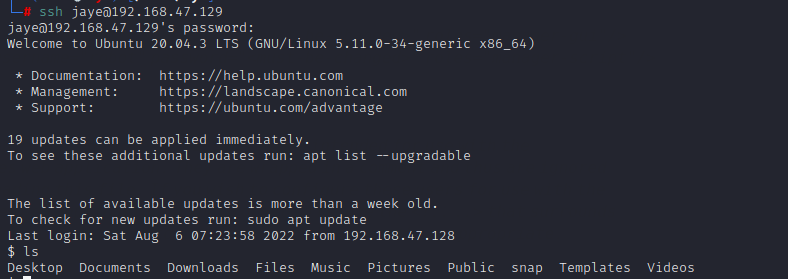 # ssh jaye@192.168.47.129
jaye@192.168.47.129's password:
Welcome to Ubuntu 20.04.3 LTS (GNU/Linux 5.11.0-34-generic x86_64)
* Documentation: https://help.ubuntu.com
* Management: https://landscape.canonical.com
* Support: https://ubuntu.com/advantage
19 updates can be applied immediately.
To see these additional updates run: apt list --upgradable
The list of available updates is more than a week old.
To check for new updates run: sudo apt update
Last login: Sat Aug 6 07:23:58 2022 from 192.168.47.128
$ ls
Desktop Documents Downloads Files Music Pictures Public snap Templates Videos